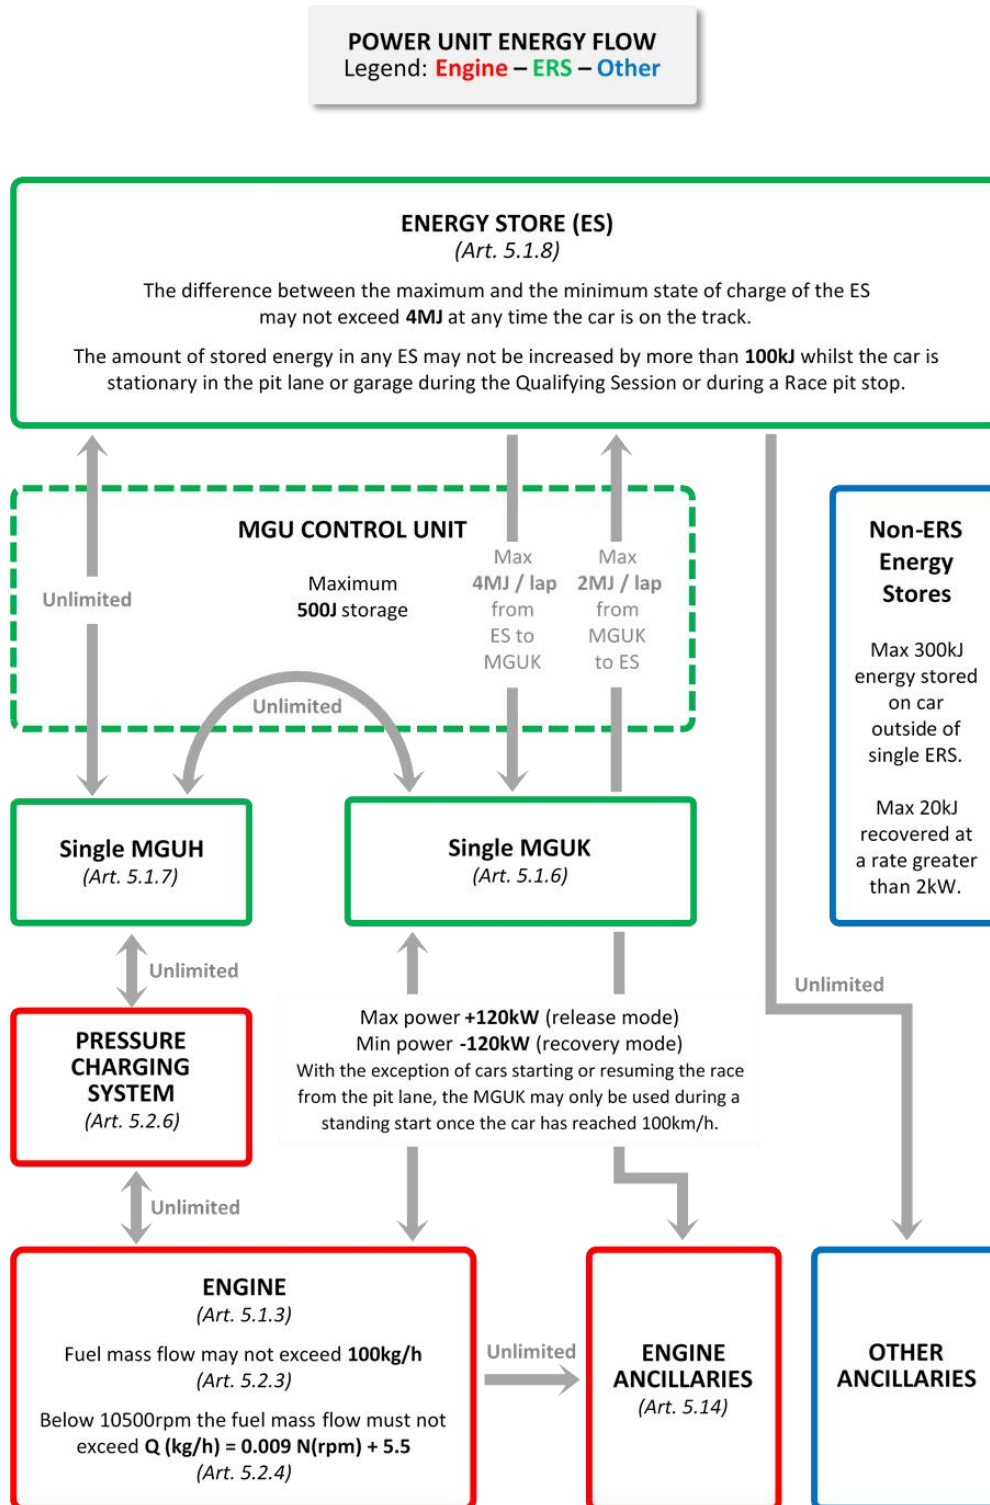 POWER UNIT ENERGY FLOW
Legend: Engine – ERS – Other
ENERGY STORE (ES)
(Art. 5.1.8)
The difference between the maximum and the minimum state of charge of the ES
may not exceed 4MJ at any time the car is on the track.
The amount of stored energy in any ES may not be increased by more than 100kJ whilst the car is
stationary in the pit lane or garage during the Qualifying Session or during a Race pit stop.
MGU CONTROL UNIT
Maximum
500J storage
Unlimited
Max
4MJ / lap
from
ES to
MGUK
Max
2MJ / lap
from
MGUK
to ES
Unlimited
Non-ERS
Energy
Stores
Max 300kJ
energy stored
on car
outside of
single ERS.
Max 20kJ
recovered at
a rate greater
than 2kW.
Single MGUH
(Art. 5.1.7)
Single MGUK
(Art. 5.1.6)
Unlimited
Unlimited
PRESSURE
CHARGING
SYSTEM
(Art. 5.2.6)
Max power +120kW (release mode)
Min power -120kW (recovery mode)
With the exception of cars starting or resuming the race
from the pit lane, the MGUK may only be used during a
standing start once the car has reached 100km/h.
Unlimited
ENGINE
(Art. 5.1.3)
Fuel mass flow may not exceed 100kg/h
(Art. 5.2.3)
Below 10500rpm the fuel mass flow must not
exceed Q (kg/h) = 0.009 N(rpm) + 5.5
(Art. 5.2.4)
Unlimited
ENGINE
ANCILLARIES
(Art. 5.14)
OTHER
ANCILLARIES